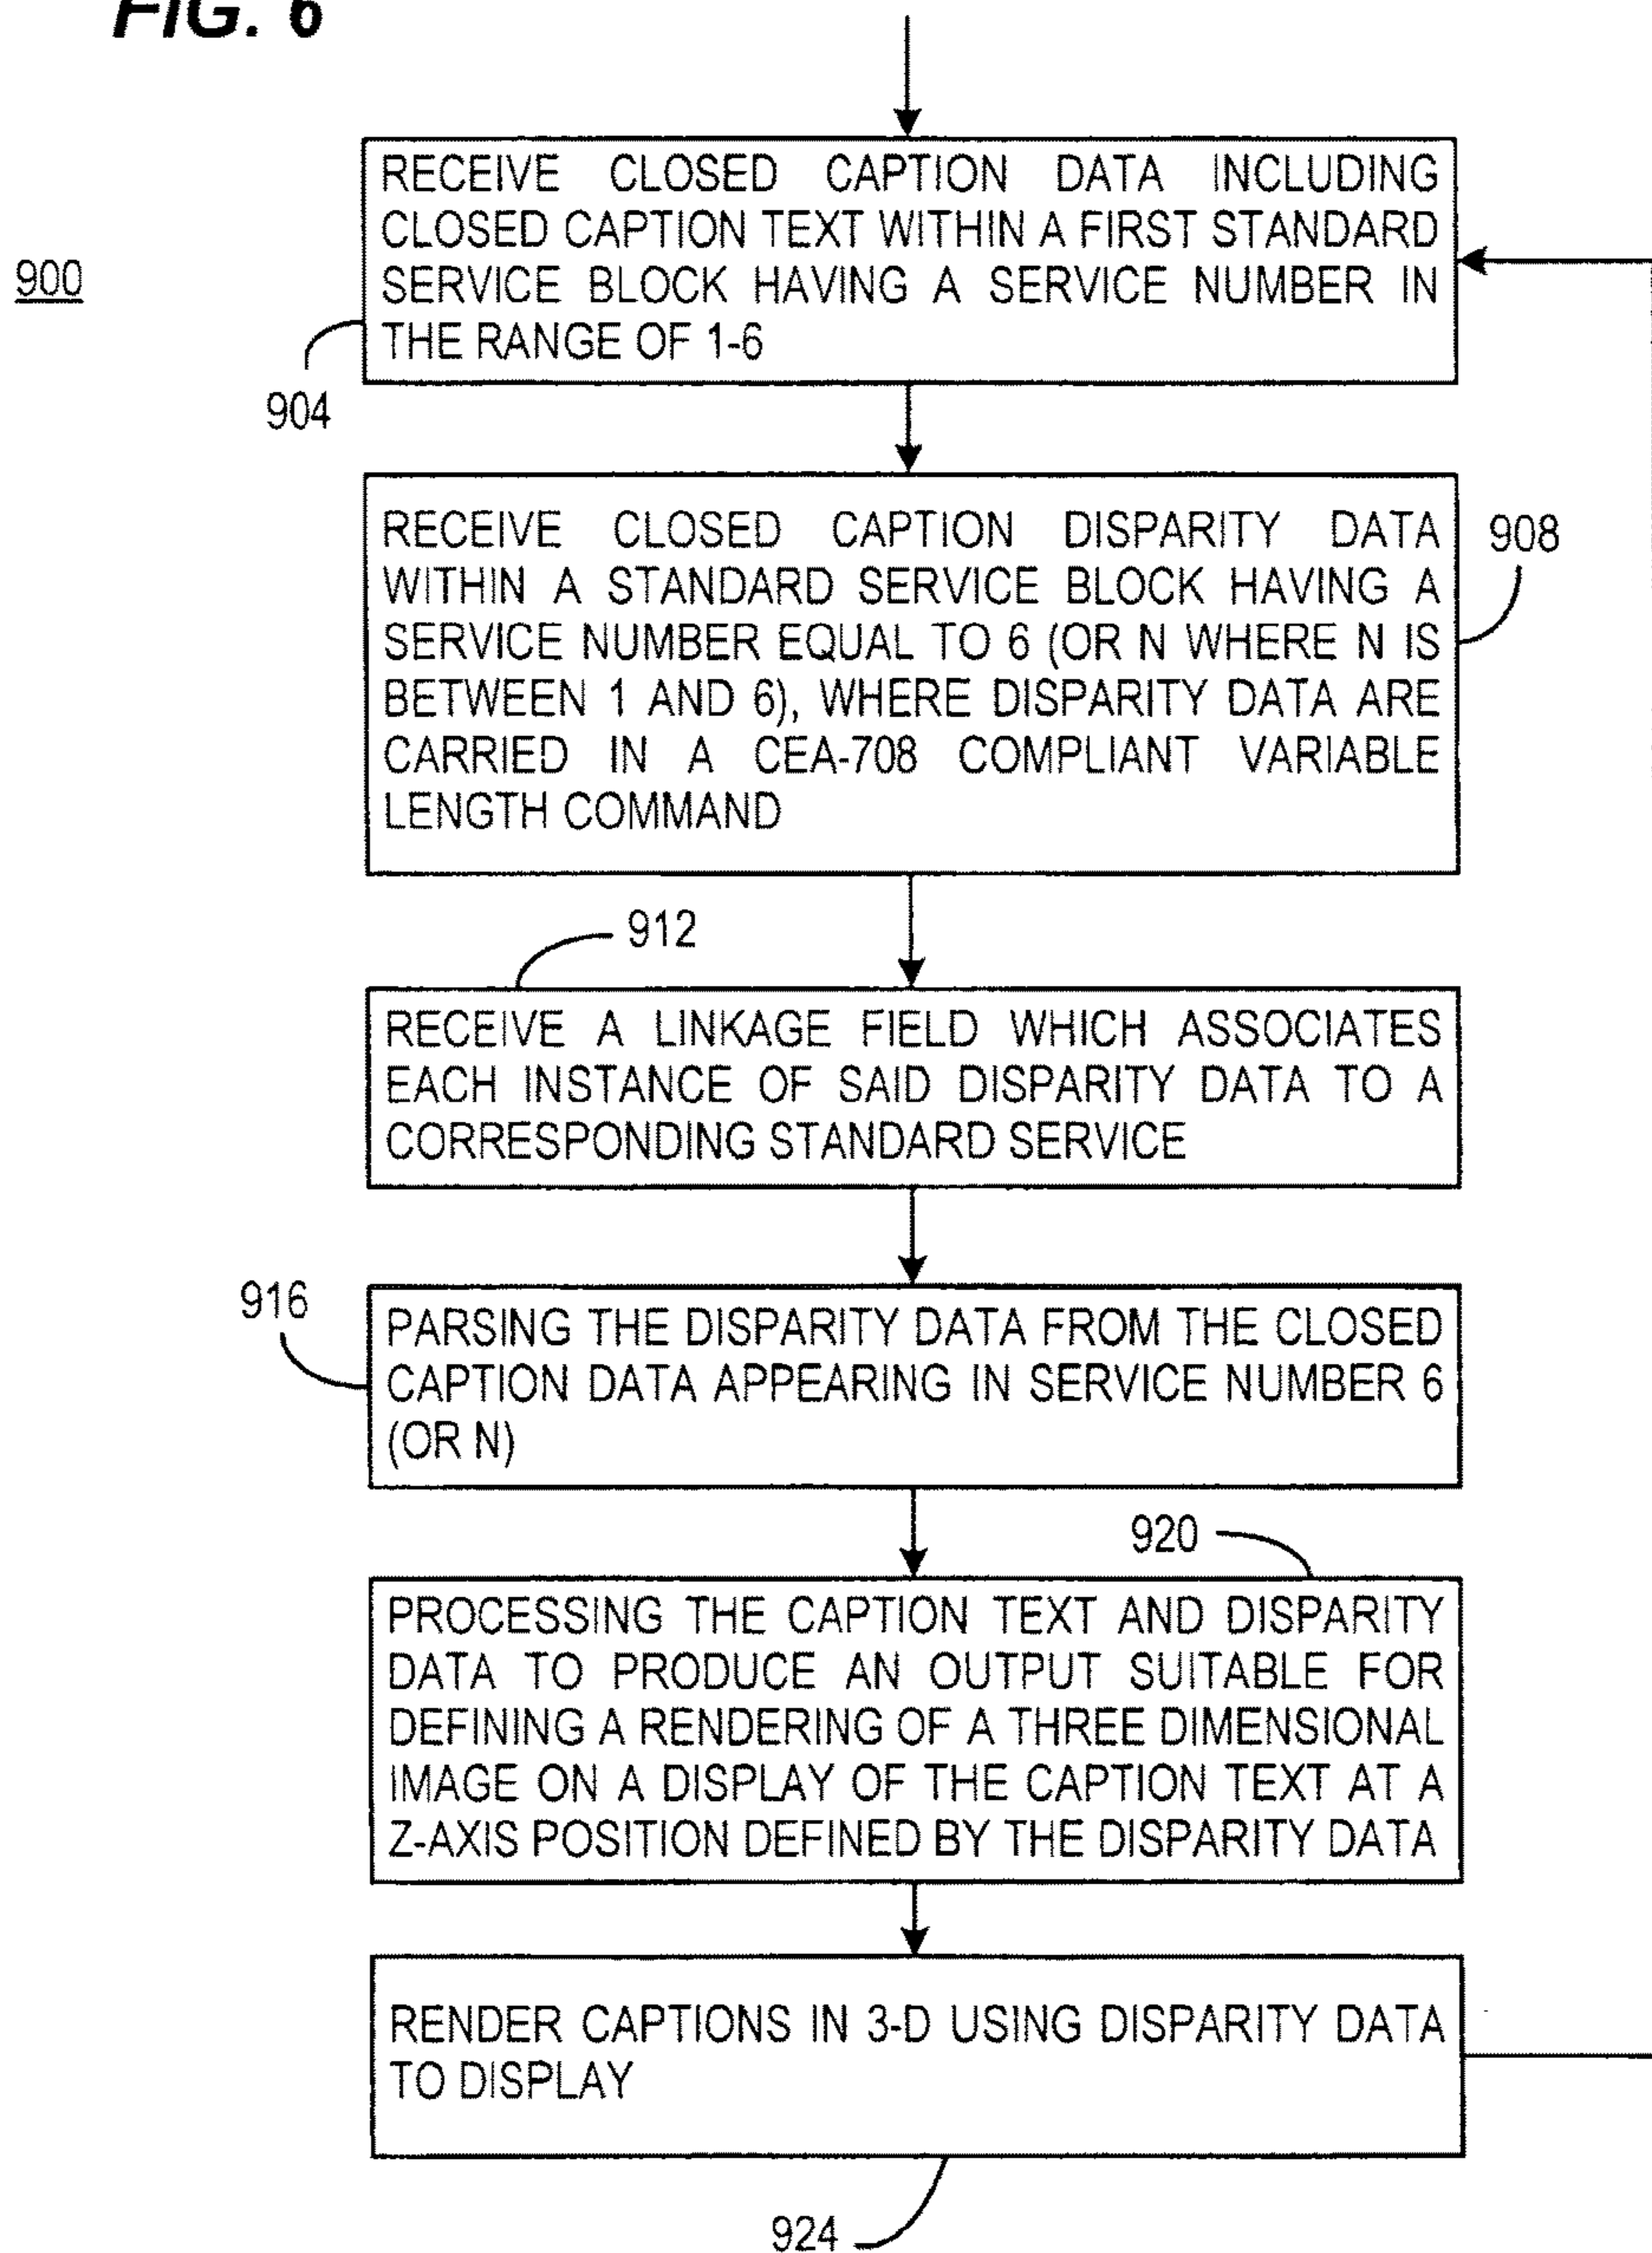 FIG. 6
900
RECEIVE CLOSED CAPTION DATA INCLUDING
CLOSED CAPTION TEXT WITHIN A FIRST STANDARD
SERVICE BLOCK HAVING A SERVICE NUMBER IN
THE RANGE OF 1-6
904
RECEIVE CLOSED CAPTION DISPARITY DATA
WITHIN A STANDARD SERVICE BLOCK HAVING A
SERVICE NUMBER EQUAL TO 6 (OR N WHERE N IS
BETWEEN 1 AND 6), WHERE DISPARITY DATA ARE
CARRIED IN A CEA-708 COMPLIANT VARIABLE
LENGTH COMMAND
908
912
RECEIVE A LINKAGE FIELD WHICH ASSOCIATES
EACH INSTANCE OF SAID DISPARITY DATA TO A
CORRESPONDING STANDARD SERVICE
916
PARSING THE DISPARITY DATA FROM THE CLOSED
CAPTION DATA APPEARING IN SERVICE NUMBER 6
(OR N)
920
PROCESSING THE CAPTION TEXT AND DISPARITY
DATA TO PRODUCE AN OUTPUT SUITABLE FOR
DEFINING A RENDERING OF A THREE DIMENSIONAL
IMAGE ON A DISPLAY OF THE CAPTION TEXT AT A
Z-AXIS POSITION DEFINED BY THE DISPARITY DATA
RENDER CAPTIONS IN 3-D USING DISPARITY DATA
TO DISPLAY
924